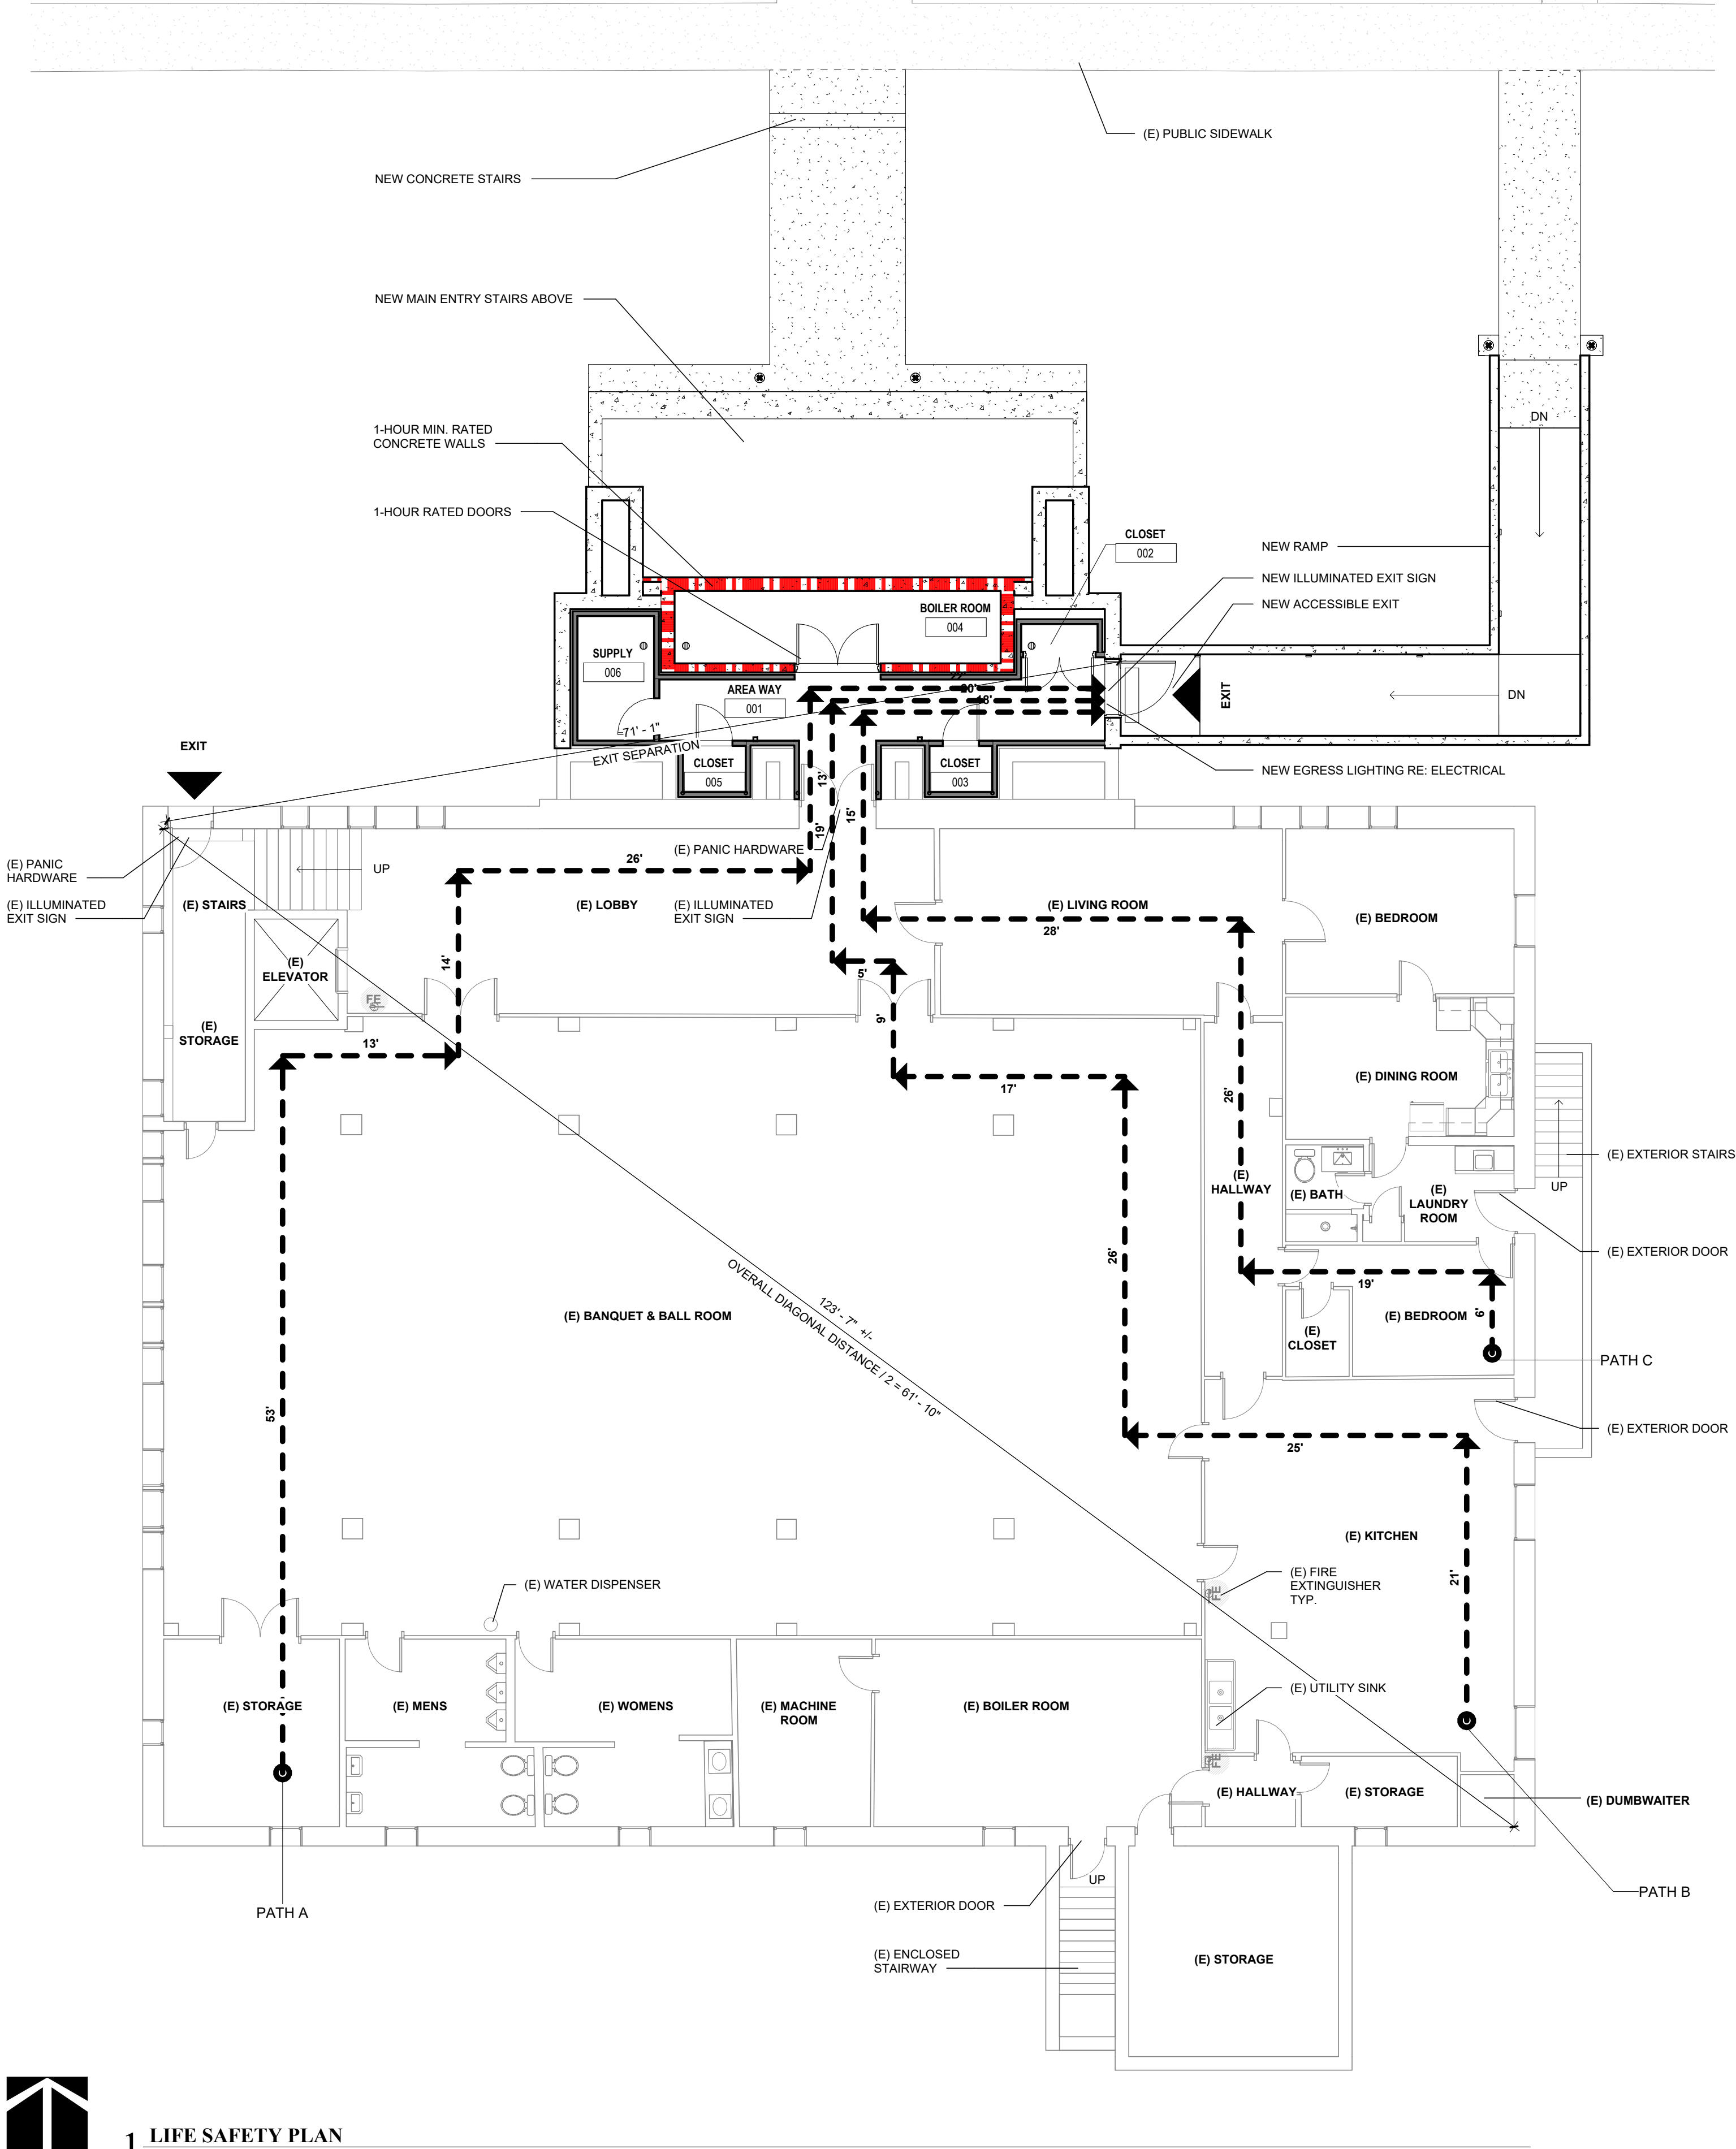 (E) PUBLIC SIDEWALK
NEW CONCRETE STAIRS
NEW MAIN ENTRY STAIRS ABOVE
DN
1-HOUR MIN. RATED
CONCRETE WALLS
1-HOUR RATED DOORS
CLOSET
002
NEW RAMP
NEW ILLUMINATED EXIT SIGN
NEW ACCESSIBLE EXIT
BOILER ROOM
004
SUPPLY
006
AREA WAY
001
20'
18'
EXIT
DN
71' - 1"
EXIT SEPARATION
EXIT
CLOSET
005
CLOSET
003
NEW EGRESS LIGHTING RE: ELECTRICAL
13'
15'
19'
(E) PANIC HARDWARE
(E) PANIC
HARDWARE
UP
26'
(E) ILLUMINATED
EXIT SIGN
(E) STAIRS
(E) LOBBY
(E) ILLUMINATED
EXIT SIGN
(E) LIVING ROOM
28'
(E) BEDROOM
14'
(E)
ELEVATOR
5'
FE
9'
(E)
STORAGE
13'
17'
(E) DINING ROOM
26'
(E) EXTERIOR STAIRS
UP
(E)
HALLWAY
(E) BATH
(E)
LAUNDRY
ROOM
(E) EXTERIOR DOOR
26'
19'
(E) BANQUET & BALL ROOM
123' - 7" +/-
OVERALL DIAGONAL DISTANCE / 2 = 61' - 10"
(E)
CLOSET
(E) BEDROOM
6'
PATH C
53'
(E) EXTERIOR DOOR
25'
(E) KITCHEN
(E) WATER DISPENSER
(E) FIRE
EXTINGUISHER
TYP.
FE
21'
(E) STORAGE
(E) MENS
(E) WOMENS
(E) MACHINE
ROOM
(E) BOILER ROOM
(E) UTILITY SINK
FE
(E) HALLWAY
(E) STORAGE
(E) DUMBWAITER
PATH A
UP
(E) EXTERIOR DOOR
PATH B
(E) ENCLOSED
STAIRWAY
(E) STORAGE
1 LIFE SAFETY PLAN